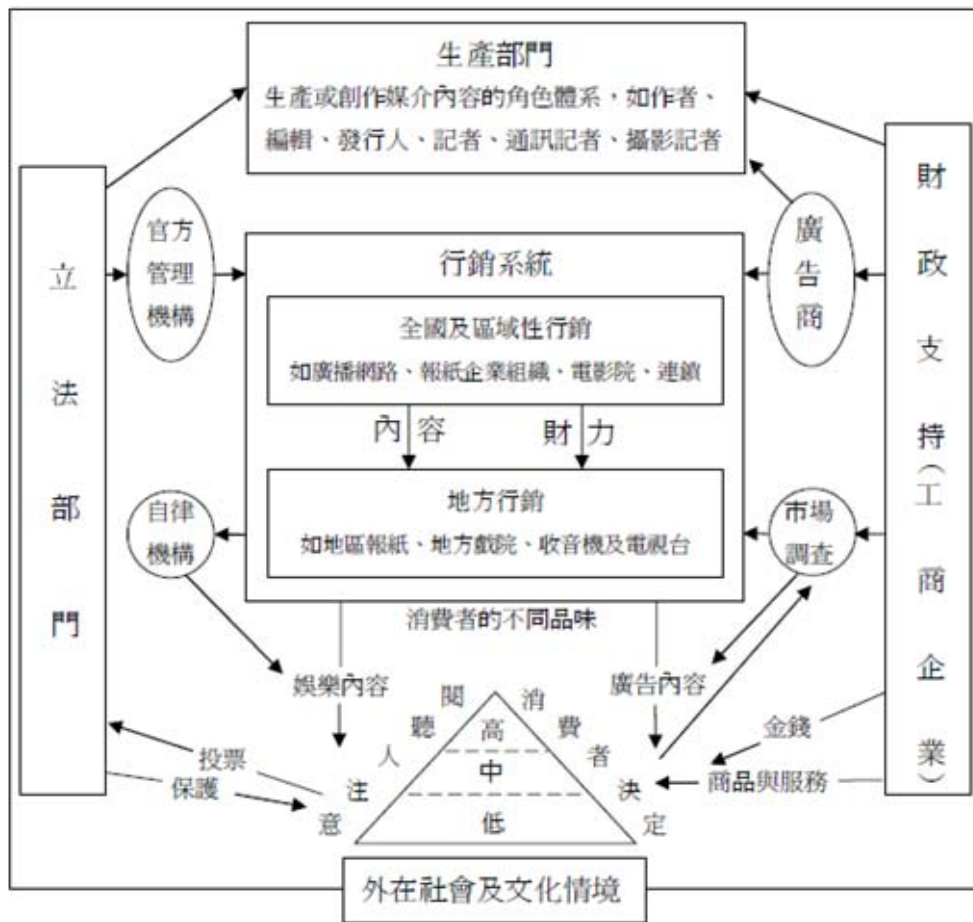 生產部門
生產或創作媒介內容的角色體系，如作者、
編輯、發行人、記者、通訊記者、攝影記者
立法部門
官方
管理
機構
行銷系統
全國及區域性行銷
如廣播網路、報紙企業組織、電影院、連鎖
內容
財力
地方行銷
如地區報紙、地方戲院、收音機及電視台
廣告商
財政支持(工商企業)
自律
機構
市場
調查
消費者的不同品味
娛樂內容
廣告內容
閱聽人注意
消費者決定
高
中
低
投票
保護
金錢
商品與服務
外在社會及文化情境